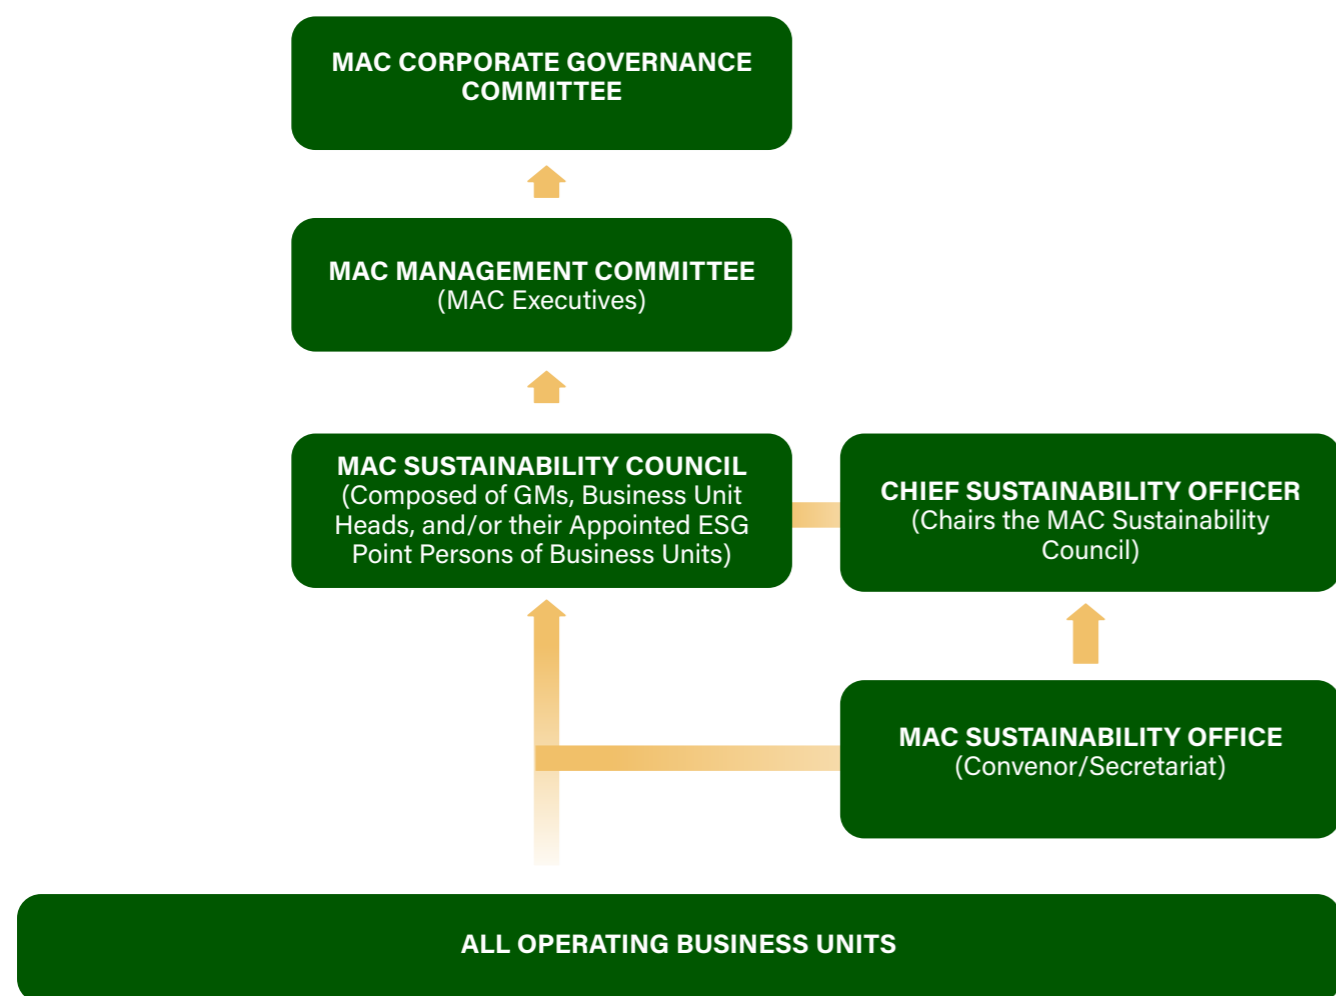 MAC CORPORATE GOVERNANCE
COMMITTEE
MAC MANAGEMENT COMMITTEE
(MAC Executives)
MAC SUSTAINABILITY COUNCIL
(Composed of GMs, Business Unit
Heads, and/or their Appointed ESG
Point Persons of Business Units)
CHIEF SUSTAINABILITY OFFICER
(Chairs the MAC Sustainability
Council)
MAC SUSTAINABILITY OFFICE
(Convenor/Secretariat)
ALL OPERATING BUSINESS UNITS